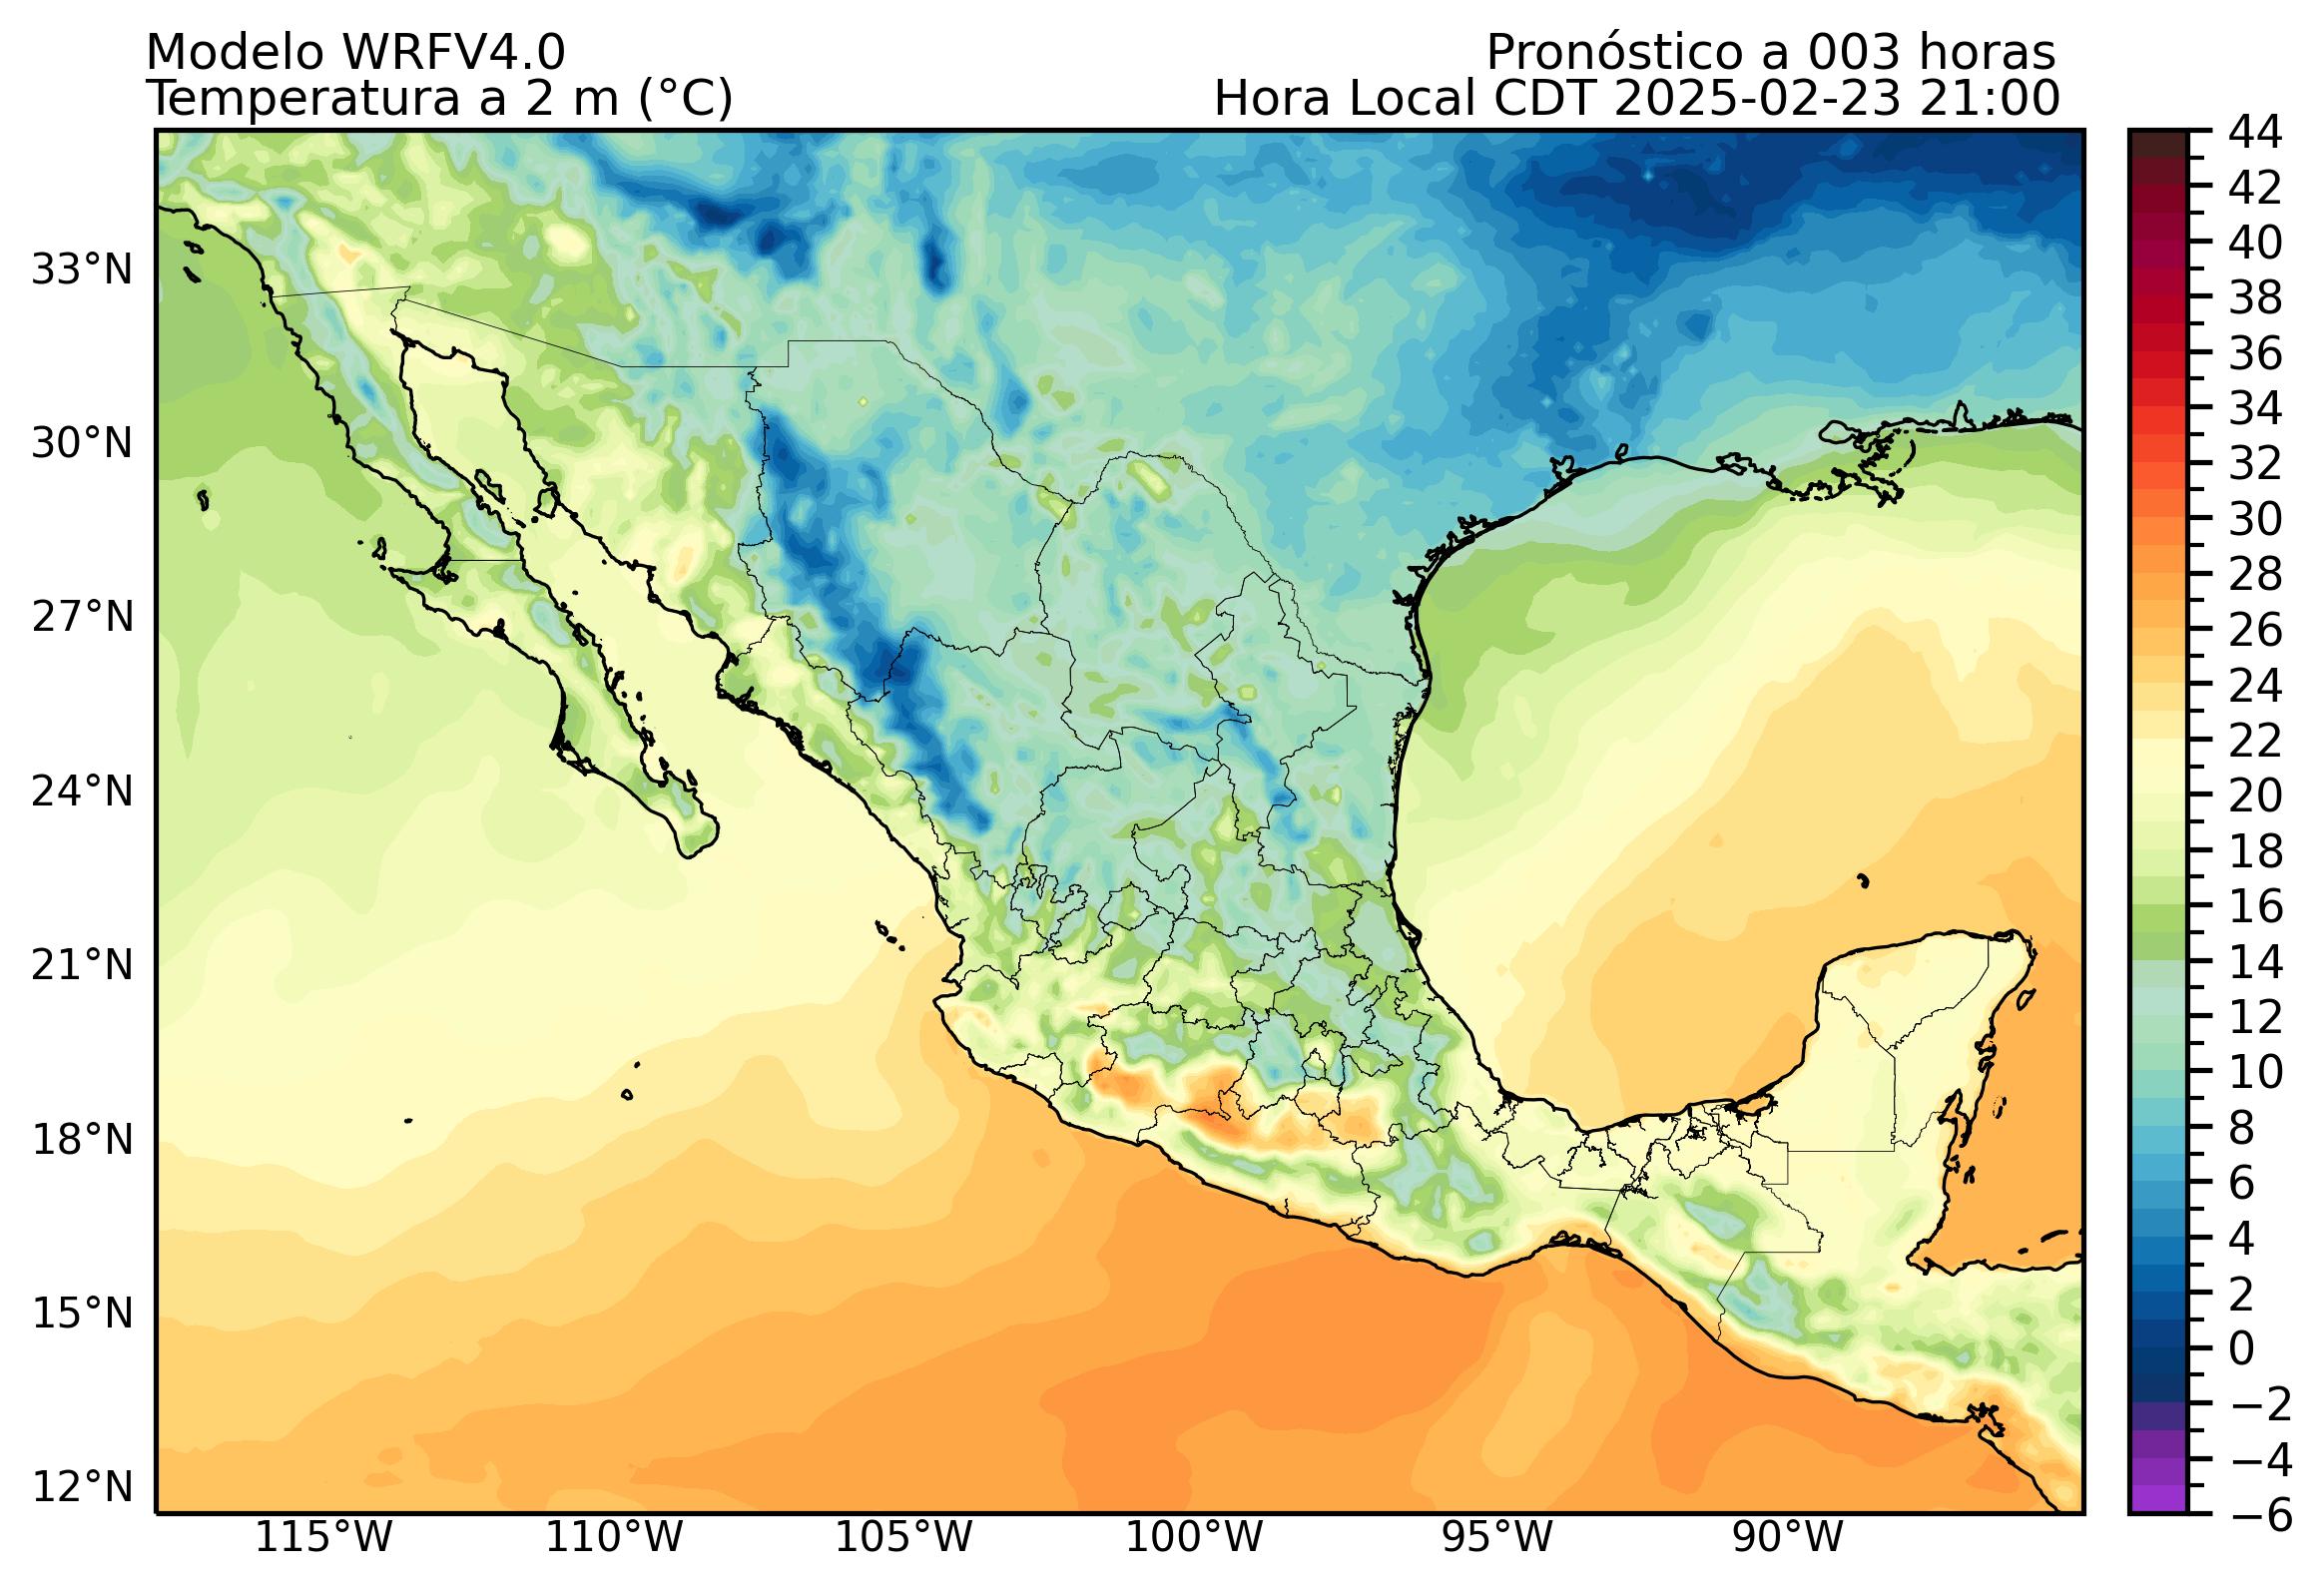 Modelo WRFV4.0
Pronóstico a 003 horas
Temperatura a 2 m (°C)
Hora Local CDT 2025-02-23 21:00
33°N
30°N
27°N
24°N
21°N
18°N
15°N
12°N
115°W
110°W
105°W
100°W
95°W
90°W
44
42
40
38
36
34
32
30
28
26
24
22
20
18
16
14
12
10
8
6
4
2
0
−2
−4
−6